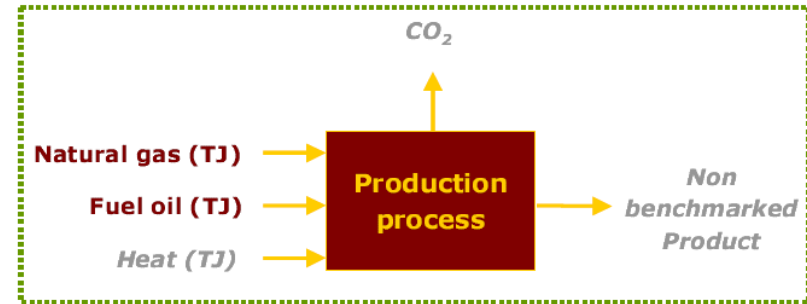 CO₂
Natural gas (TJ)
Fuel oil (TJ)
Heat (TJ)
Production
process
Non
benchmarked
Product